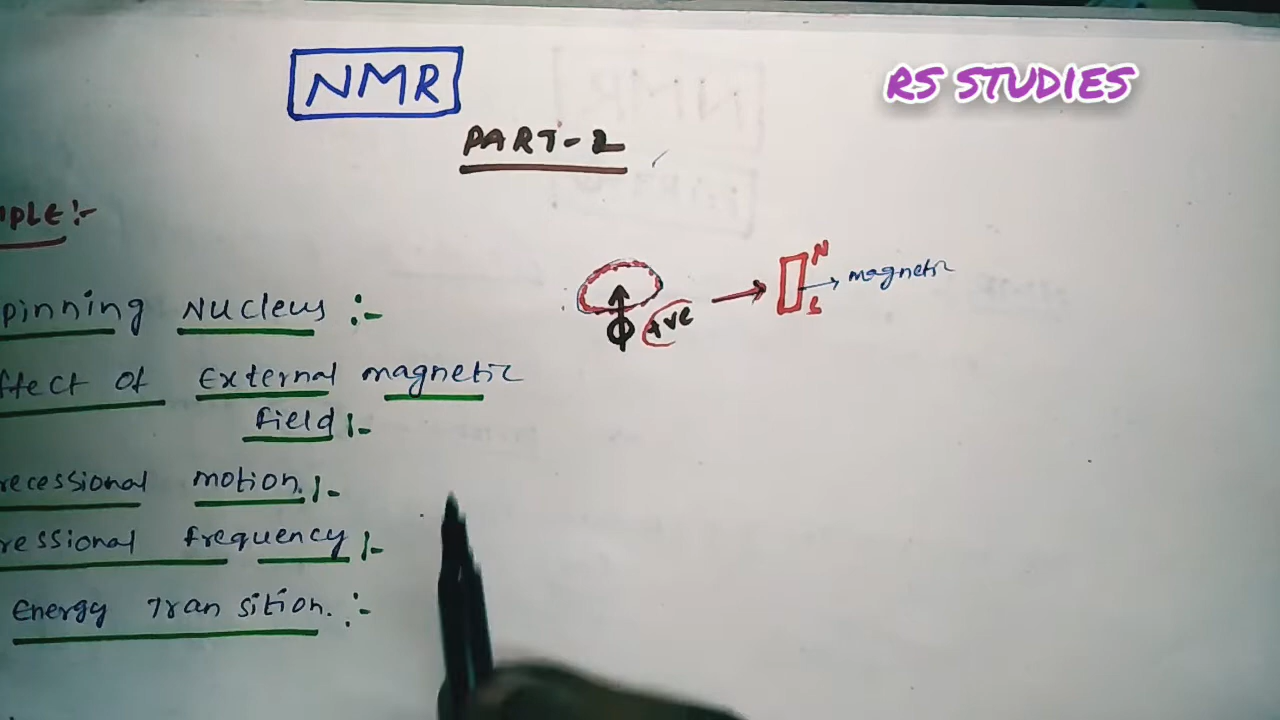 NMR
RS STUDIES
PART-2
MPLE:-
pinning Nucleus :-
ffect of External magnetic
field :-
recessional motion. :-
ressional frequency :-
Energy Transition. :-
+ve
N
S
magnetic